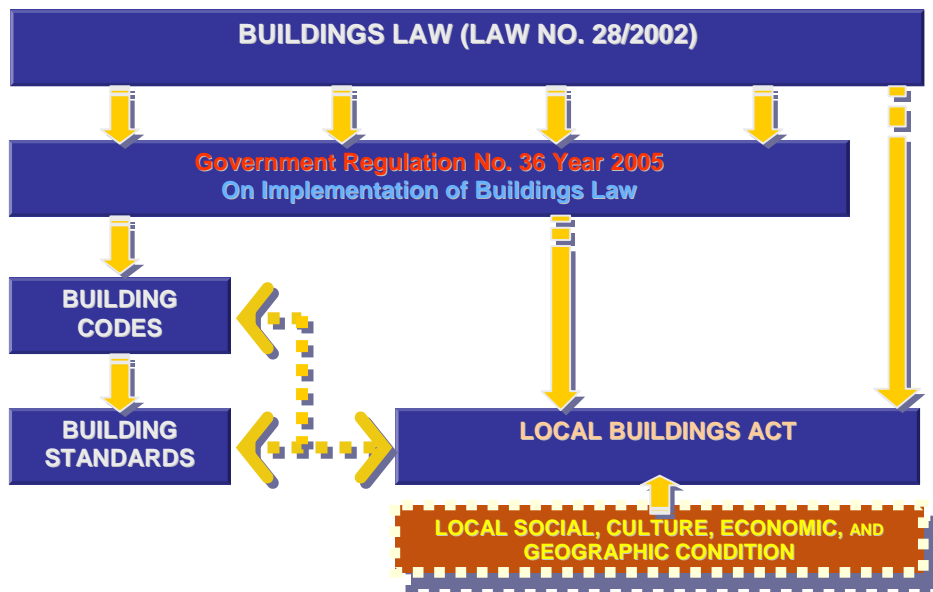 BUILDINGS LAW (LAW NO. 28/2002)
Government Regulation No. 36 Year 2005
On Implementation of Buildings Law
BUILDING
CODES
BUILDING
STANDARDS
LOCAL BUILDINGS ACT
LOCAL SOCIAL, CULTURE, ECONOMIC, AND
GEOGRAPHIC CONDITION